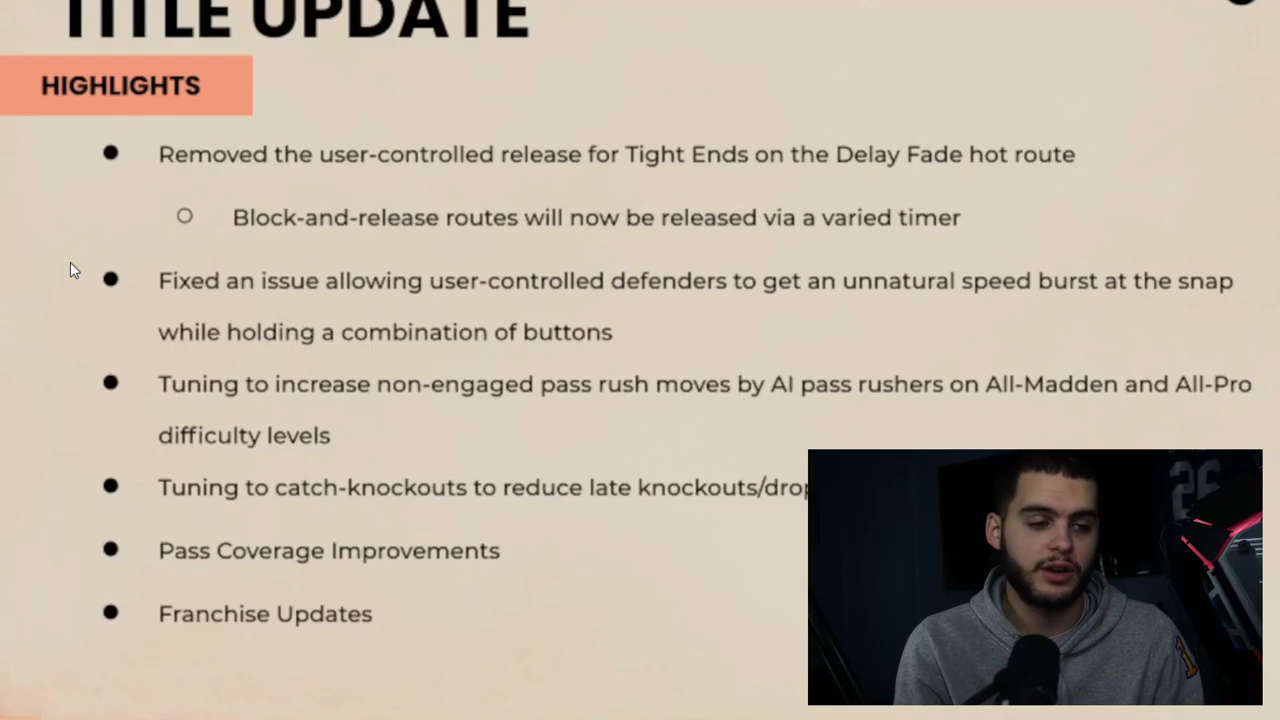 TITLE UPDATE
HIGHLIGHTS
Removed the user-controlled release for Tight Ends on the Delay Fade hot route
Block-and-release routes will now be released via a varied timer
Fixed an issue allowing user-controlled defenders to get an unnatural speed burst at the snap
while holding a combination of buttons
Tuning to increase non-engaged pass rush moves by AI pass rushers on All-Madden and All-Pro
difficulty levels
Tuning to catch-knockouts to reduce late knockouts/drop
Pass Coverage Improvements
Franchise Updates
26